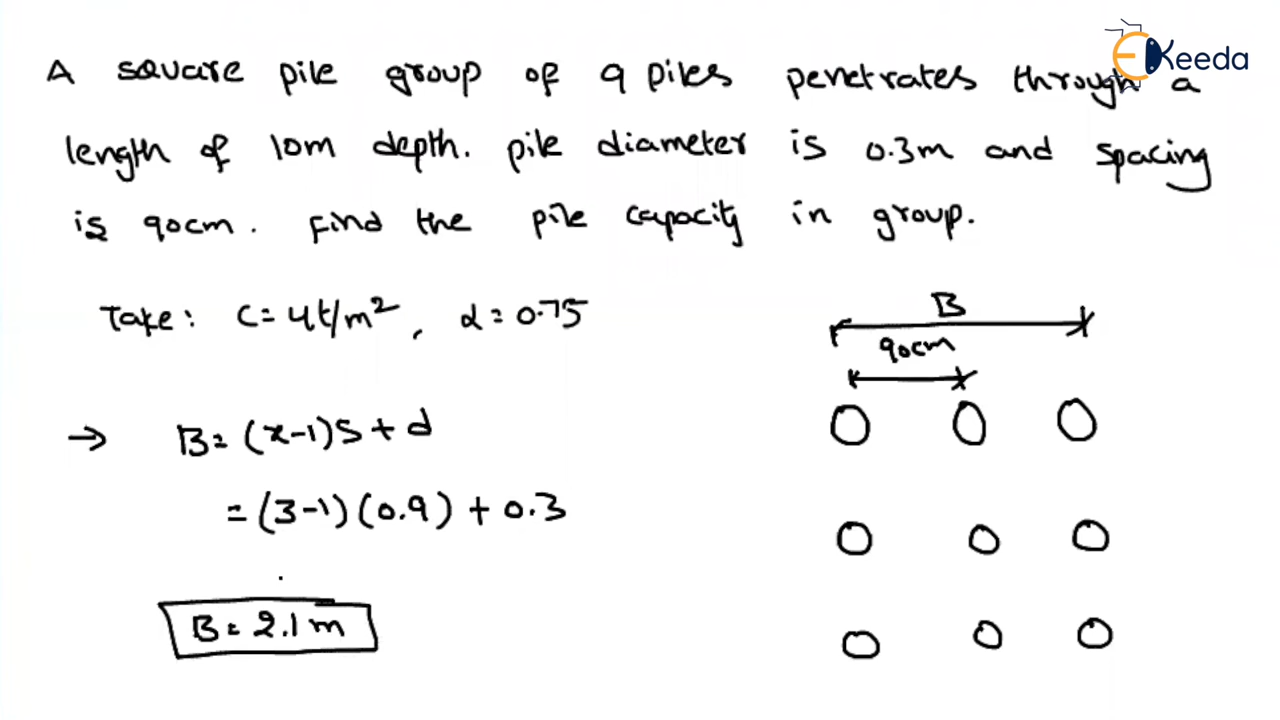 EKeeda
A square pile group of 9 piles penetrates through a
length of 10m depth. pile diameter is 0.3m and spacing
is 90cm. Find the pile capacity in group.
Take: C = 4t/m², α = 0.75
B
90cm
→ B = (x-1)S + d
= (3-1)(0.9) + 0.3
B = 2.1m